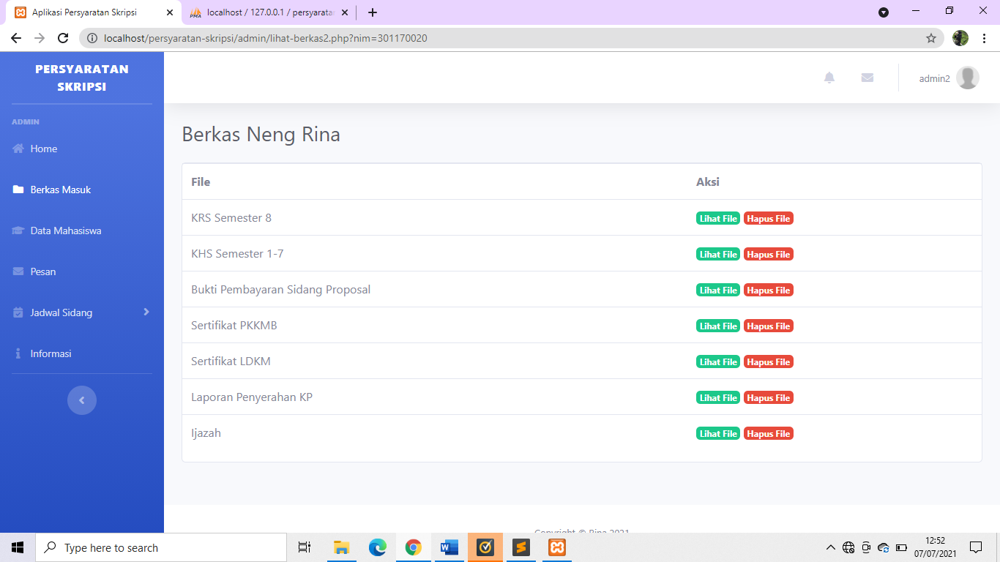 Aplikasi Persyaratan Skripsi
localhost / 127.0.0.1 / persyaratan
localhost/persyaratan-skripsi/admin/lihat-berkas2.php?nim=301170020
PERSYARATAN
SKRIPSI
ADMIN
Home
Berkas Masuk
Data Mahasiswa
Pesan
Jadwal Sidang
Informasi
admin2
Berkas Neng Rina
File Aksi
KRS Semester 8 Lihat File Hapus File
KHS Semester 1-7 Lihat File Hapus File
Bukti Pembayaran Sidang Proposal Lihat File Hapus File
Sertifikat PKKMB Lihat File Hapus File
Sertifikat LDKM Lihat File Hapus File
Laporan Penyerahan KP Lihat File Hapus File
Ijazah Lihat File Hapus File
Copyright © Rina 2021
Type here to search
12:52
07/07/2021